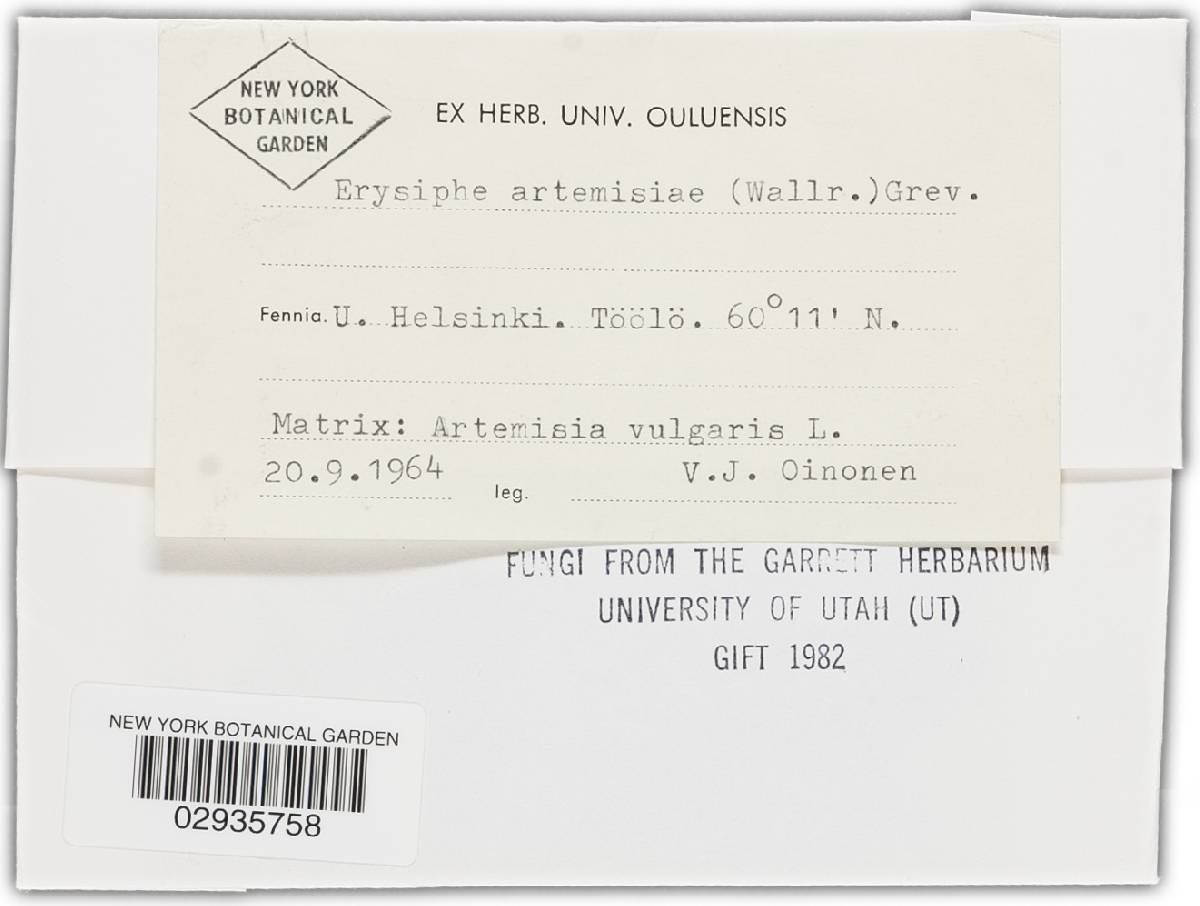 NEW YORK
BOTANICAL
GARDEN
EX HERB. UNIV. OULUENSIS
Erysiphe artemisiae (Wallr.)Grev.
Fennia. U. Helsinki. Töölö. 60°11' N.
Matrix: Artemisia vulgaris L.
20.9.1964 leg. V.J. Oinonen
FUNGI FROM THE GARRETT HERBARIUM
UNIVERSITY OF UTAH (UT)
GIFT 1982
NEW YORK BOTANICAL GARDEN
02935758